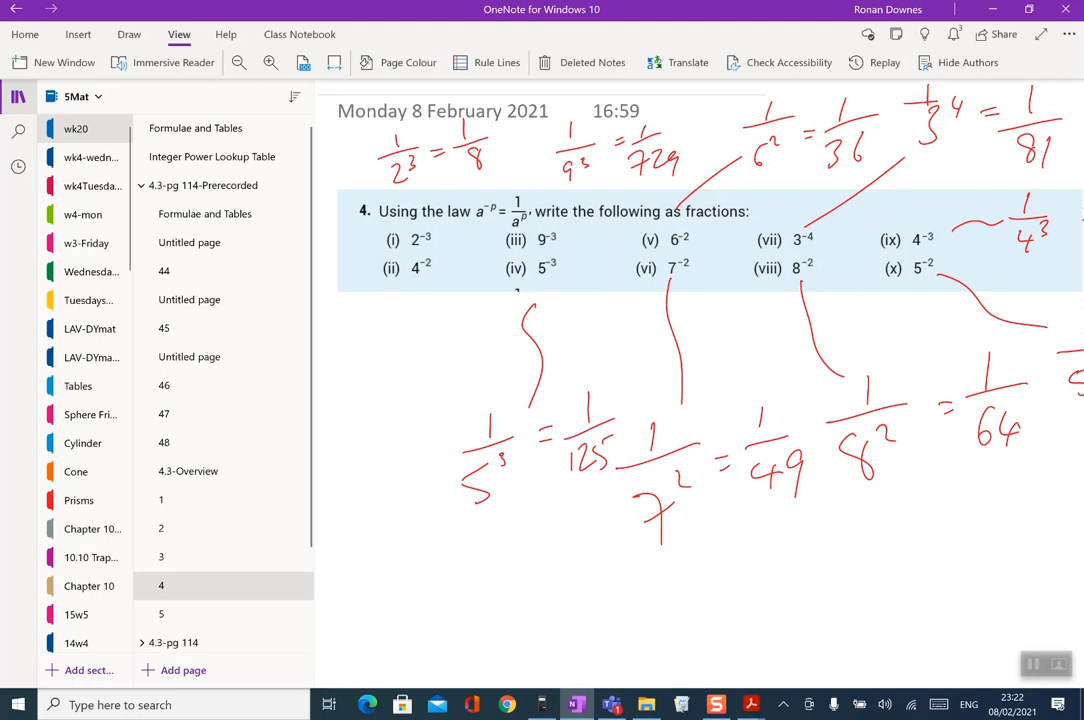 OneNote for Windows 10
Ronan Downes
Home Insert Draw View Help Class Notebook
Share
New Window Immersive Reader Page Colour Rule Lines Deleted Notes Translate Check Accessibility Replay Hide Authors
5Mat
wk20
wk4-wedn...
wk4Tuesda...
w4-mon
w3-Friday
Wednesda...
Tuesdays...
LAV-DYmat
LAV-DYma...
Tables
Sphere Fri...
Cylinder
Cone
Prisms
Chapter 10...
10.10 Trap...
Chapter 10
15w5
14w4
Add sect...
Formulae and Tables
Integer Power Lookup Table
4.3-pg 114-Prerecorded
Formulae and Tables
Untitled page
44
Untitled page
45
Untitled page
46
47
48
4.3-Overview
1
2
3
4
5
4.3-pg 114
Add page
Monday 8 February 2021 16:59
1/2³ = 1/8 1/9³ = 1/729 1/6² = 1/36 1/3⁴ = 1/81
4. Using the law a⁻ᵖ = 1/aᵖ, write the following as fractions:
(i) 2⁻³ (iii) 9⁻³ (v) 6⁻² (vii) 3⁻⁴ (ix) 4⁻³
(ii) 4⁻² (iv) 5⁻³ (vi) 7⁻² (viii) 8⁻² (x) 5⁻²
1/4³
1/5³ = 1/125 1/7² = 1/49 1/8² = 1/64
Type here to search
ENG
23:22
08/02/2021